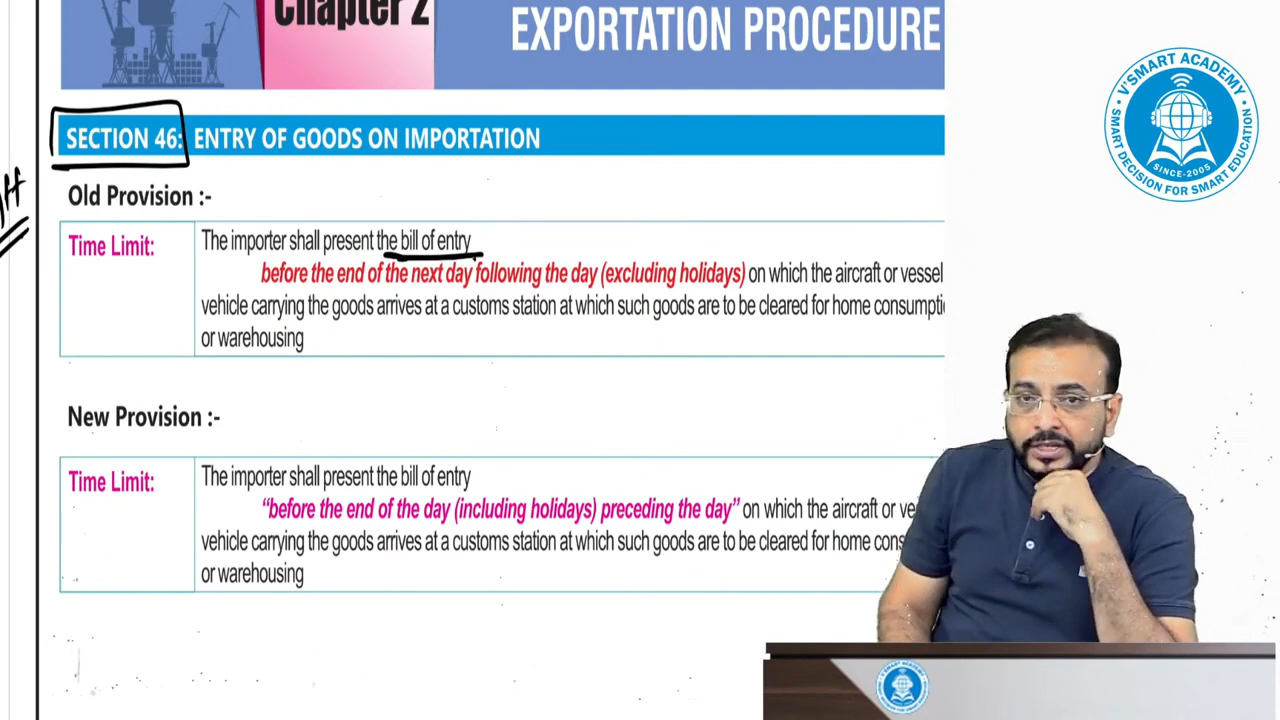 Chapter 2
EXPORTATION PROCEDURE
SECTION 46: ENTRY OF GOODS ON IMPORTATION
Old Provision :-
Time Limit:
The importer shall present the bill of entry
before the end of the next day following the day (excluding holidays) on which the aircraft or vessel
vehicle carrying the goods arrives at a customs station at which such goods are to be cleared for home
or warehousing
New Provision :-
Time Limit:
The importer shall present the bill of entry
“before the end of the day (including holidays) preceding the day” on which the aircraft or
vehicle carrying the goods arrives at a customs station at which such goods are to be cleared for home
or warehousing
V'SMART ACADEMY
SINCE-2005
SMART DECISION FOR SMART EDUCATION